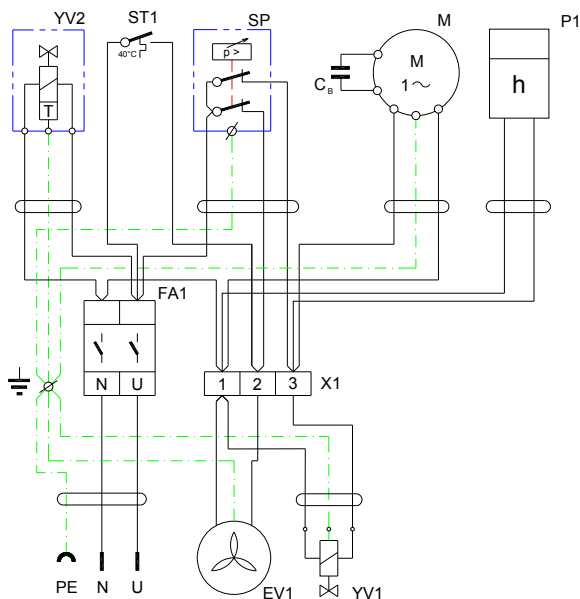 YV2 ST1 SP M P1
40°C
p >
M
1~
C B
h
T
FA1
N U
1 2 3 X1
PE N U EV1 YV1